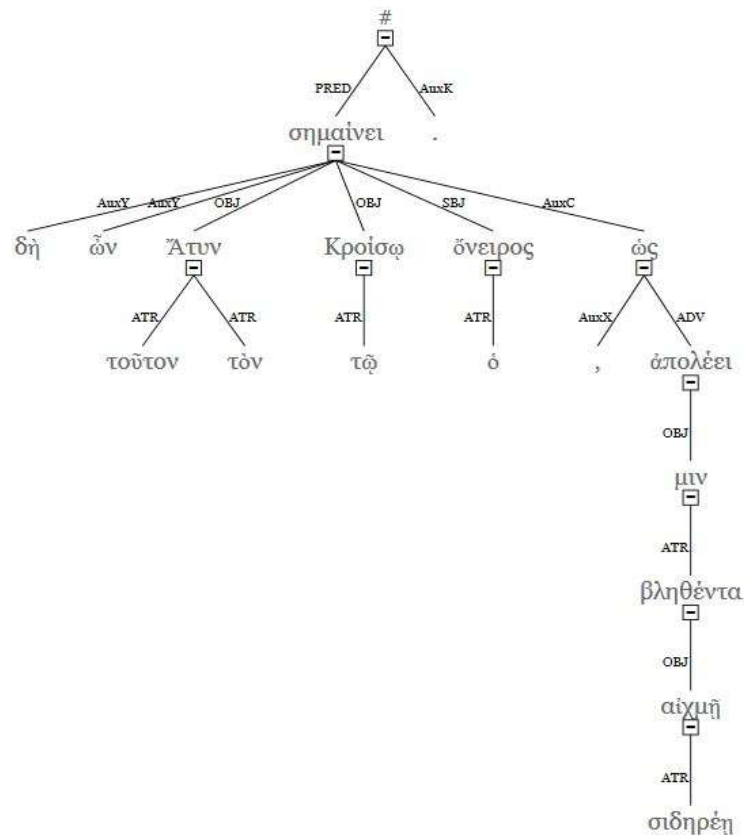 #
PRED AuxK
σημαίνει .
AuxY AuxY OBJ OBJ SBJ AuxC
δὴ ὦν Ἄτυν Κροίσῳ ὄνειρος ὡς
ATR ATR ATR ATR AuxX ADV
τοῦτον τὸν τῷ ὁ , ἀπολέει
OBJ
μιν
ATR
βληθέντα
OBJ
αἰχμῇ
ATR
σιδηρέῃ